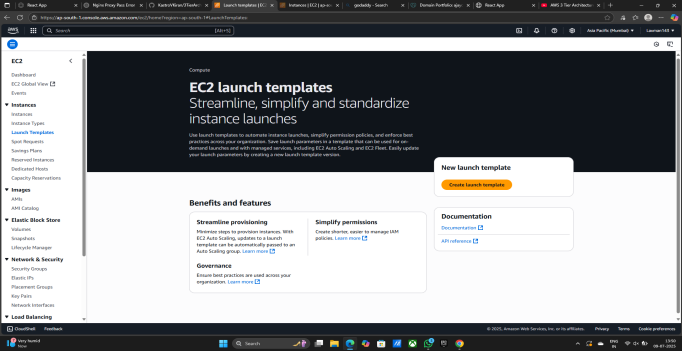 React App
Nginx Proxy Pass Error
KastroVKiran/3TierArch
Launch templates | EC2
Instances | EC2 | ap-so
godaddy - Search
Domain Portfolio
React App
AWS 3 Tier Architectu
https://ap-south-1.console.aws.amazon.com/ec2/home?region=ap-south-1#LaunchTemplates:
aws
Search
[Alt+S]
Asia Pacific (Mumbai)
EC2
Dashboard
EC2 Global View
Events
Instances
Instances
Instance Types
Launch Templates
Spot Requests
Savings Plans
Reserved Instances
Dedicated Hosts
Capacity Reservations
Images
AMIs
AMI Catalog
Elastic Block Store
Volumes
Snapshots
Lifecycle Manager
Network & Security
Security Groups
Elastic IPs
Placement Groups
Key Pairs
Network Interfaces
Load Balancing
Compute
EC2 launch templates
Streamline, simplify and standardize
instance launches
Use launch templates to automate instance launches, simplify permission policies, and enforce best
practices across your organization. Save launch parameters in a template that can be used for on-
demand launches and with managed services, including EC2 Auto Scaling and EC2 Fleet. Easily update
your launch parameters by creating a new launch template version.
New launch template
Create launch template
Benefits and features
Streamline provisioning
Minimize steps to provision instances. With
EC2 Auto Scaling, updates to a launch
template can be automatically passed to an
Auto Scaling group. Learn more
Simplify permissions
Create shorter, easier to manage IAM
policies. Learn more
Governance
Ensure best practices are used across your
organization. Learn more
Documentation
Documentation
API reference
CloudShell
Feedback
© 2025, Amazon Web Services, Inc. or its affiliates.
Privacy
Terms
Cookie preferences
Very humid
Now
Search
ENG
IN
13:50
09-07-2025